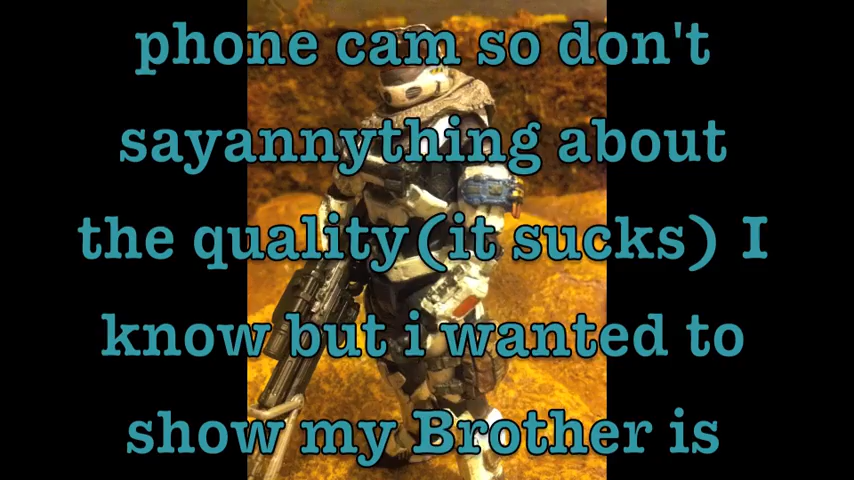 phone cam so don't
sayannything about
the quality(it sucks) I
know but i wanted to
show my Brother is